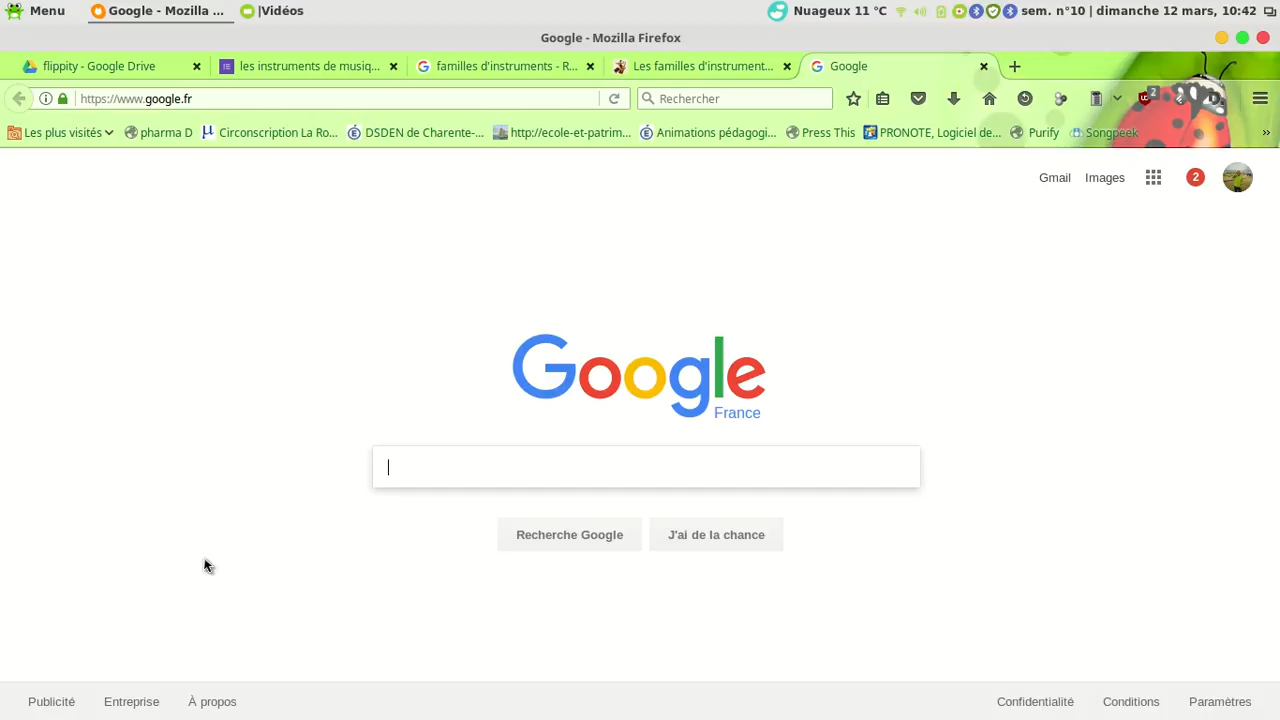 Menu Google - Mozilla ... |Vidéos Nuageux 11 °C sem. n°10 | dimanche 12 mars, 10:42
Google - Mozilla Firefox
flippity - Google Drive les instruments de musiq... familles d'instruments - R... Les familles d'instrument... Google
https://www.google.fr Rechercher 2
Les plus visités pharma D Circonscription La Ro... DSDEN de Charente-... http://ecole-et-patrim... Animations pédagogi... Press This PRONOTE, Logiciel de... Purify Songpeek »
Gmail Images 2
Google
France
Recherche Google J'ai de la chance
Publicité Entreprise À propos Confidentialité Conditions Paramètres